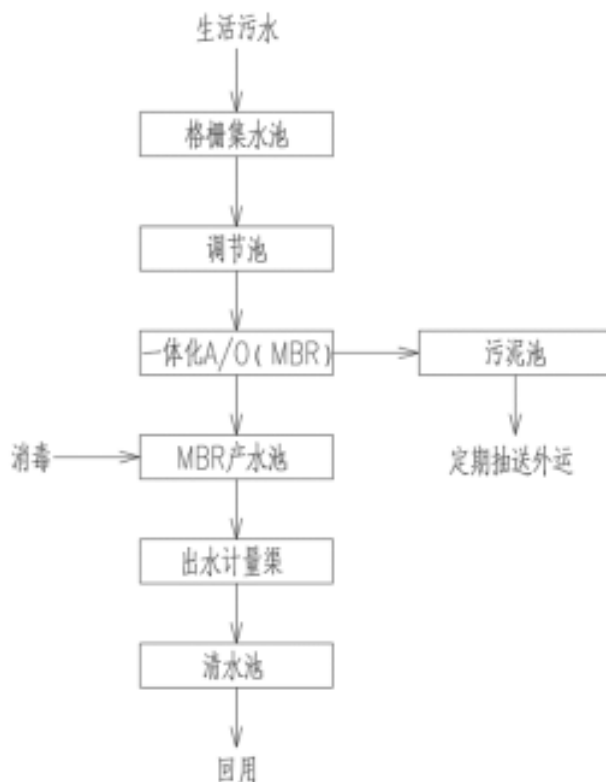 生活污水
格栅集水池
调节池
一体化A/O(MBR)
污泥池
消毒
MBR产水池
定期抽送外运
出水计量渠
清水池
回用